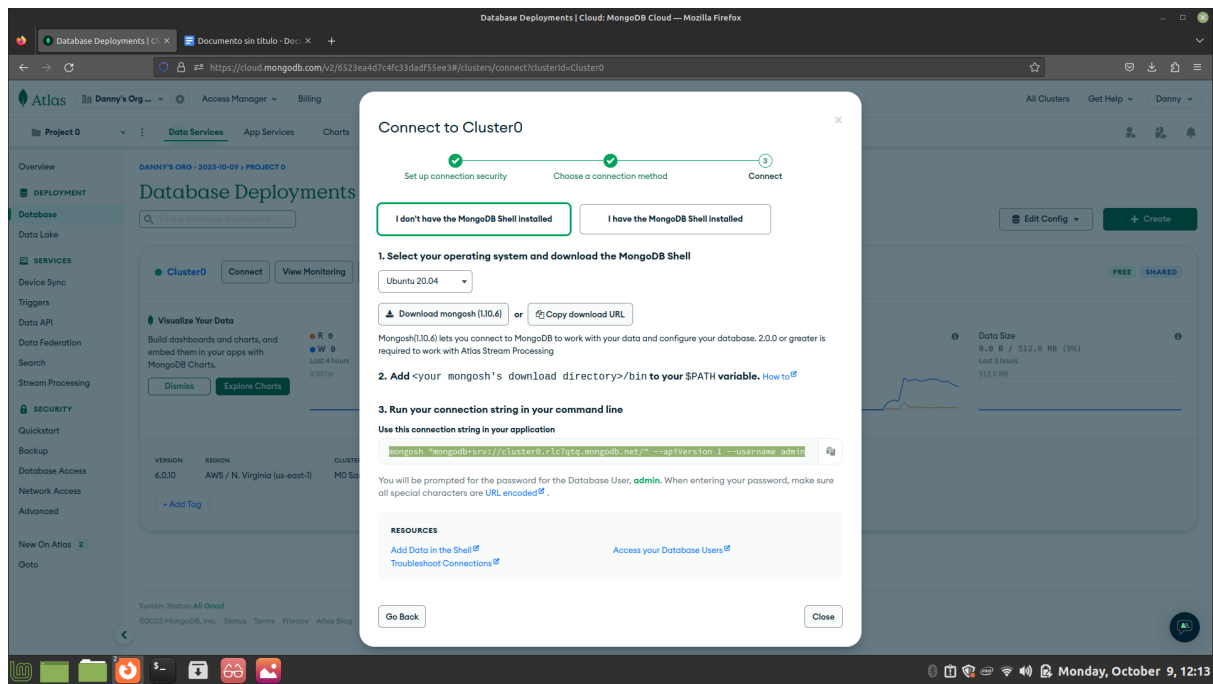 Database Deployments | Cloud: MongoDB Cloud — Mozilla Firefox
Database Deployments | Cl
Documento sin título - Doc
https://cloud.mongodb.com/v2/6523ea4d7c4fc33dadf55ee3#/clusters/connect?clusterId=Cluster0
Atlas
Danny's Org ...
Access Manager
Billing
All Clusters
Get Help
Danny
Project 0
Data Services
App Services
Charts
Overview
DEPLOYMENT
Database
Data Lake
SERVICES
Device Sync
Triggers
Data API
Data Federation
Search
Stream Processing
SECURITY
Quickstart
Backup
Database Access
Network Access
Advanced
New On Atlas 2
Goto
DANNY'S ORG - 2023-10-09 > PROJECT 0
Database Deployments
Find a database deployment...
Edit Config
+ Create
Cluster0
Connect
View Monitoring
FREE
SHARED
Visualize Your Data
Build dashboards and charts, and
embed them in your apps with
MongoDB Charts.
Dismiss
Explore Charts
R 0
W 0
Last 4 hours
0.007/s
Data Size
0.0 B / 512.0 MB (0%)
Last 3 hours
512.0 MB
VERSION
6.0.10
REGION
AWS / N. Virginia (us-east-1)
CLUSTE
M0 Sa
+ Add Tag
System Status: All Good
©2023 MongoDB, Inc. Status Terms Privacy Atlas Blog
Connect to Cluster0
Set up connection security
Choose a connection method
3
Connect
I don't have the MongoDB Shell installed
I have the MongoDB Shell installed
1. Select your operating system and download the MongoDB Shell
Ubuntu 20.04
Download mongosh (1.10.6)
or
Copy download URL
Mongosh(1.10.6) lets you connect to MongoDB to work with your data and configure your database. 2.0.0 or greater is
required to work with Atlas Stream Processing
2. Add <your mongosh's download directory>/bin to your $PATH variable. How to
3. Run your connection string in your command line
Use this connection string in your application
mongosh "mongodb+srv://cluster0.rlc7qtq.mongodb.net/" --apiVersion 1 --username admin
You will be prompted for the password for the Database User, admin. When entering your password, make sure
all special characters are URL encoded .
RESOURCES
Add Data in the Shell
Access your Database Users
Troubleshoot Connections
Go Back
Close
Monday, October 9, 12:13